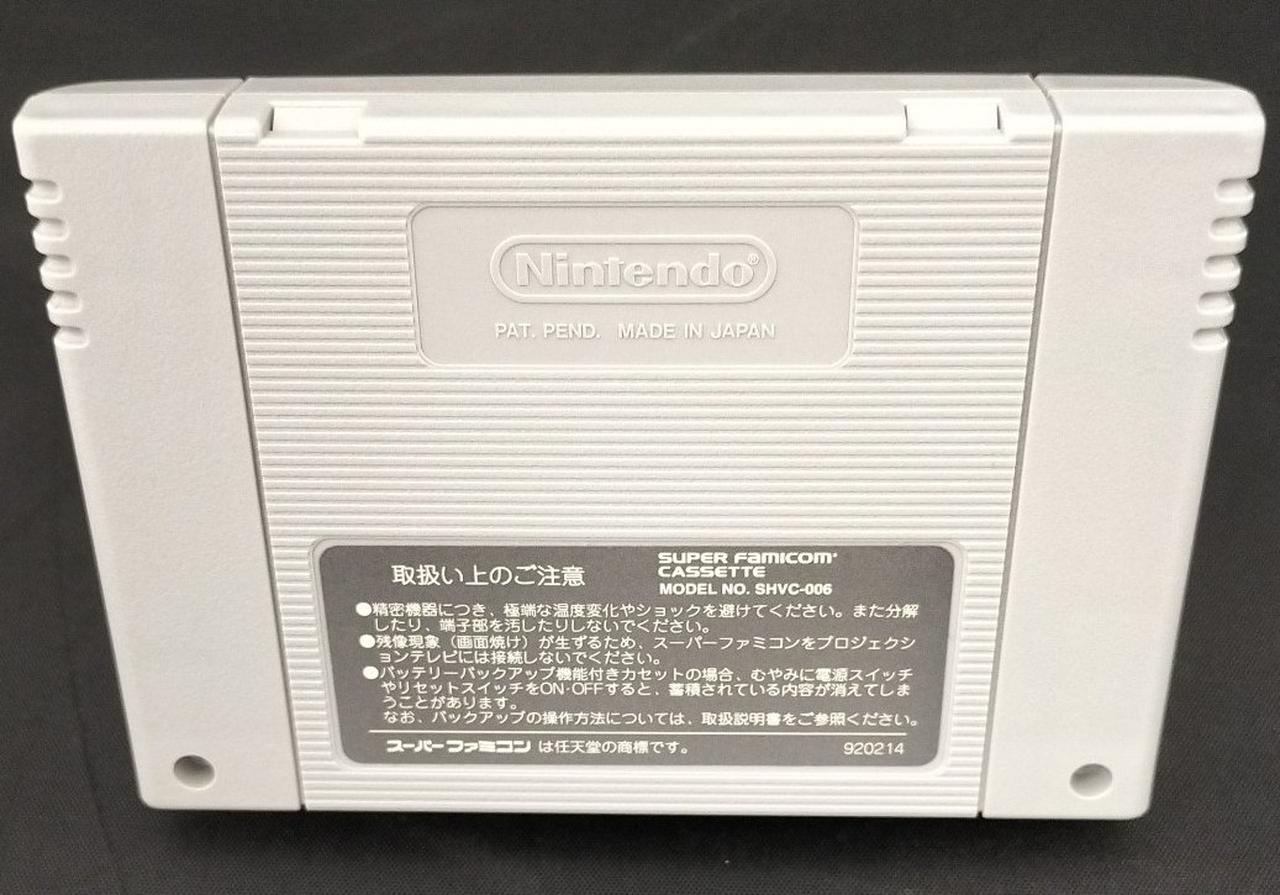 Nintendo®
PAT. PEND. MADE IN JAPAN
取扱い上のご注意
SUPER FAMICOM
CASSETTE
MODEL NO. SHVC-006
●精密機器につき、極端な温度変化やショックを避けてください。また分解
したり、端子部を汚したりしないでください。
●残像現象（画面焼け）が生ずるため、スーパーファミコンをプロジェクシ
ョンテレビには接続しないでください。
●バッテリーバックアップ機能付きカセットの場合、むやみに電源スイッチ
やリセットスイッチをON·OFFすると、蓄積されている内容が消えてしま
うことがあります。
なお、バックアップの操作方法については、取扱説明書をご参照ください。
スーパーファミコンは任天堂の商標です。
920214